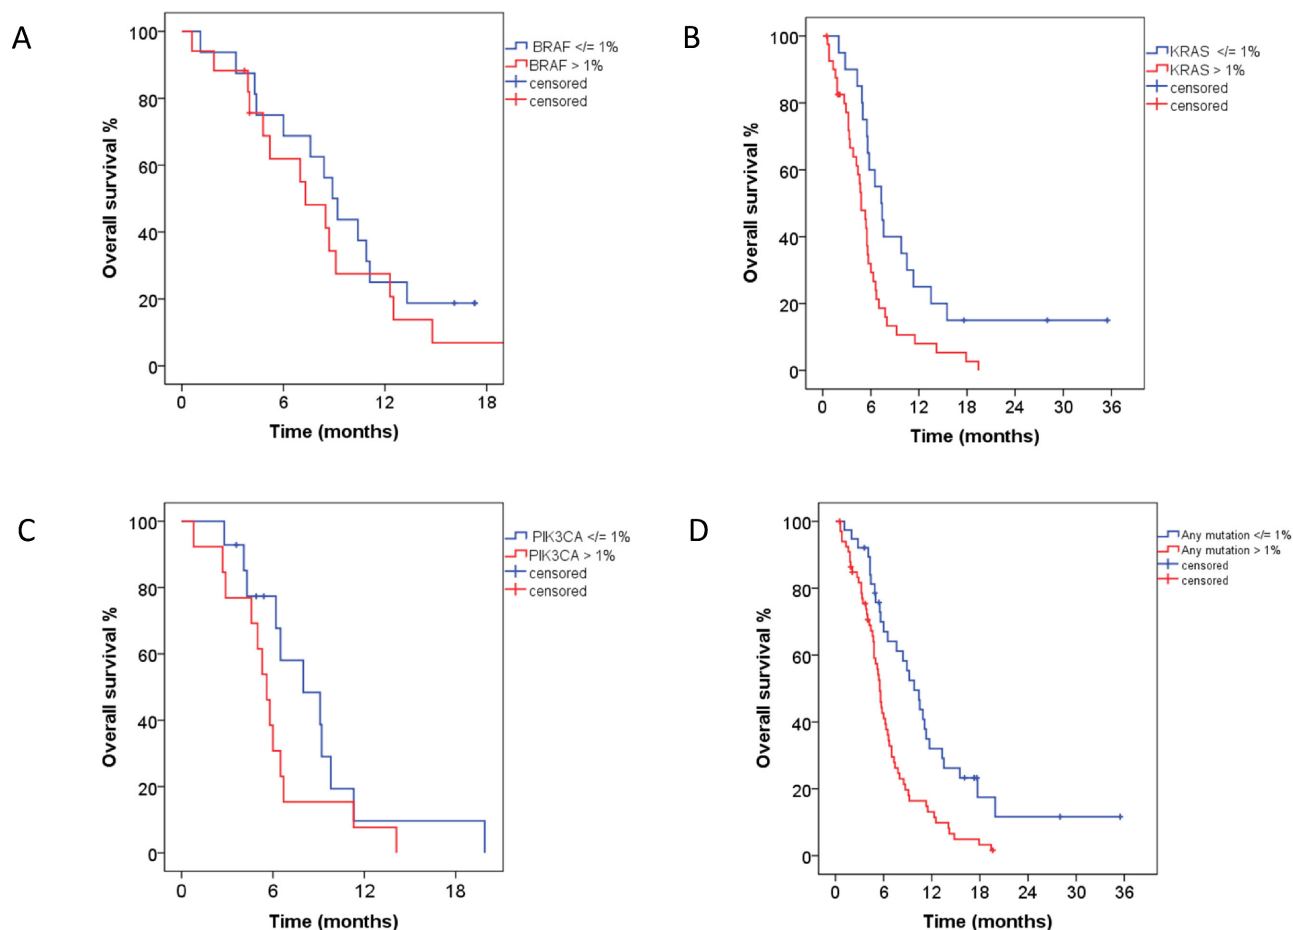 A
Overall survival %
100
80
60
40
20
0
0 6 12 18
Time (months)
BRAF </= 1%
BRAF > 1%
censored
censored
B
Overall survival %
100
80
60
40
20
0
0 6 12 18 24 30 36
Time (months)
KRAS </= 1%
KRAS > 1%
censored
censored
C
Overall survival %
100
80
60
40
20
0
0 6 12 18
Time (months)
PIK3CA </= 1%
PIK3CA > 1%
censored
censored
D
Overall survival %
100
80
60
40
20
0
0 6 12 18 24 30 36
Time (months)
Any mutation </= 1%
Any mutation > 1%
censored
censored